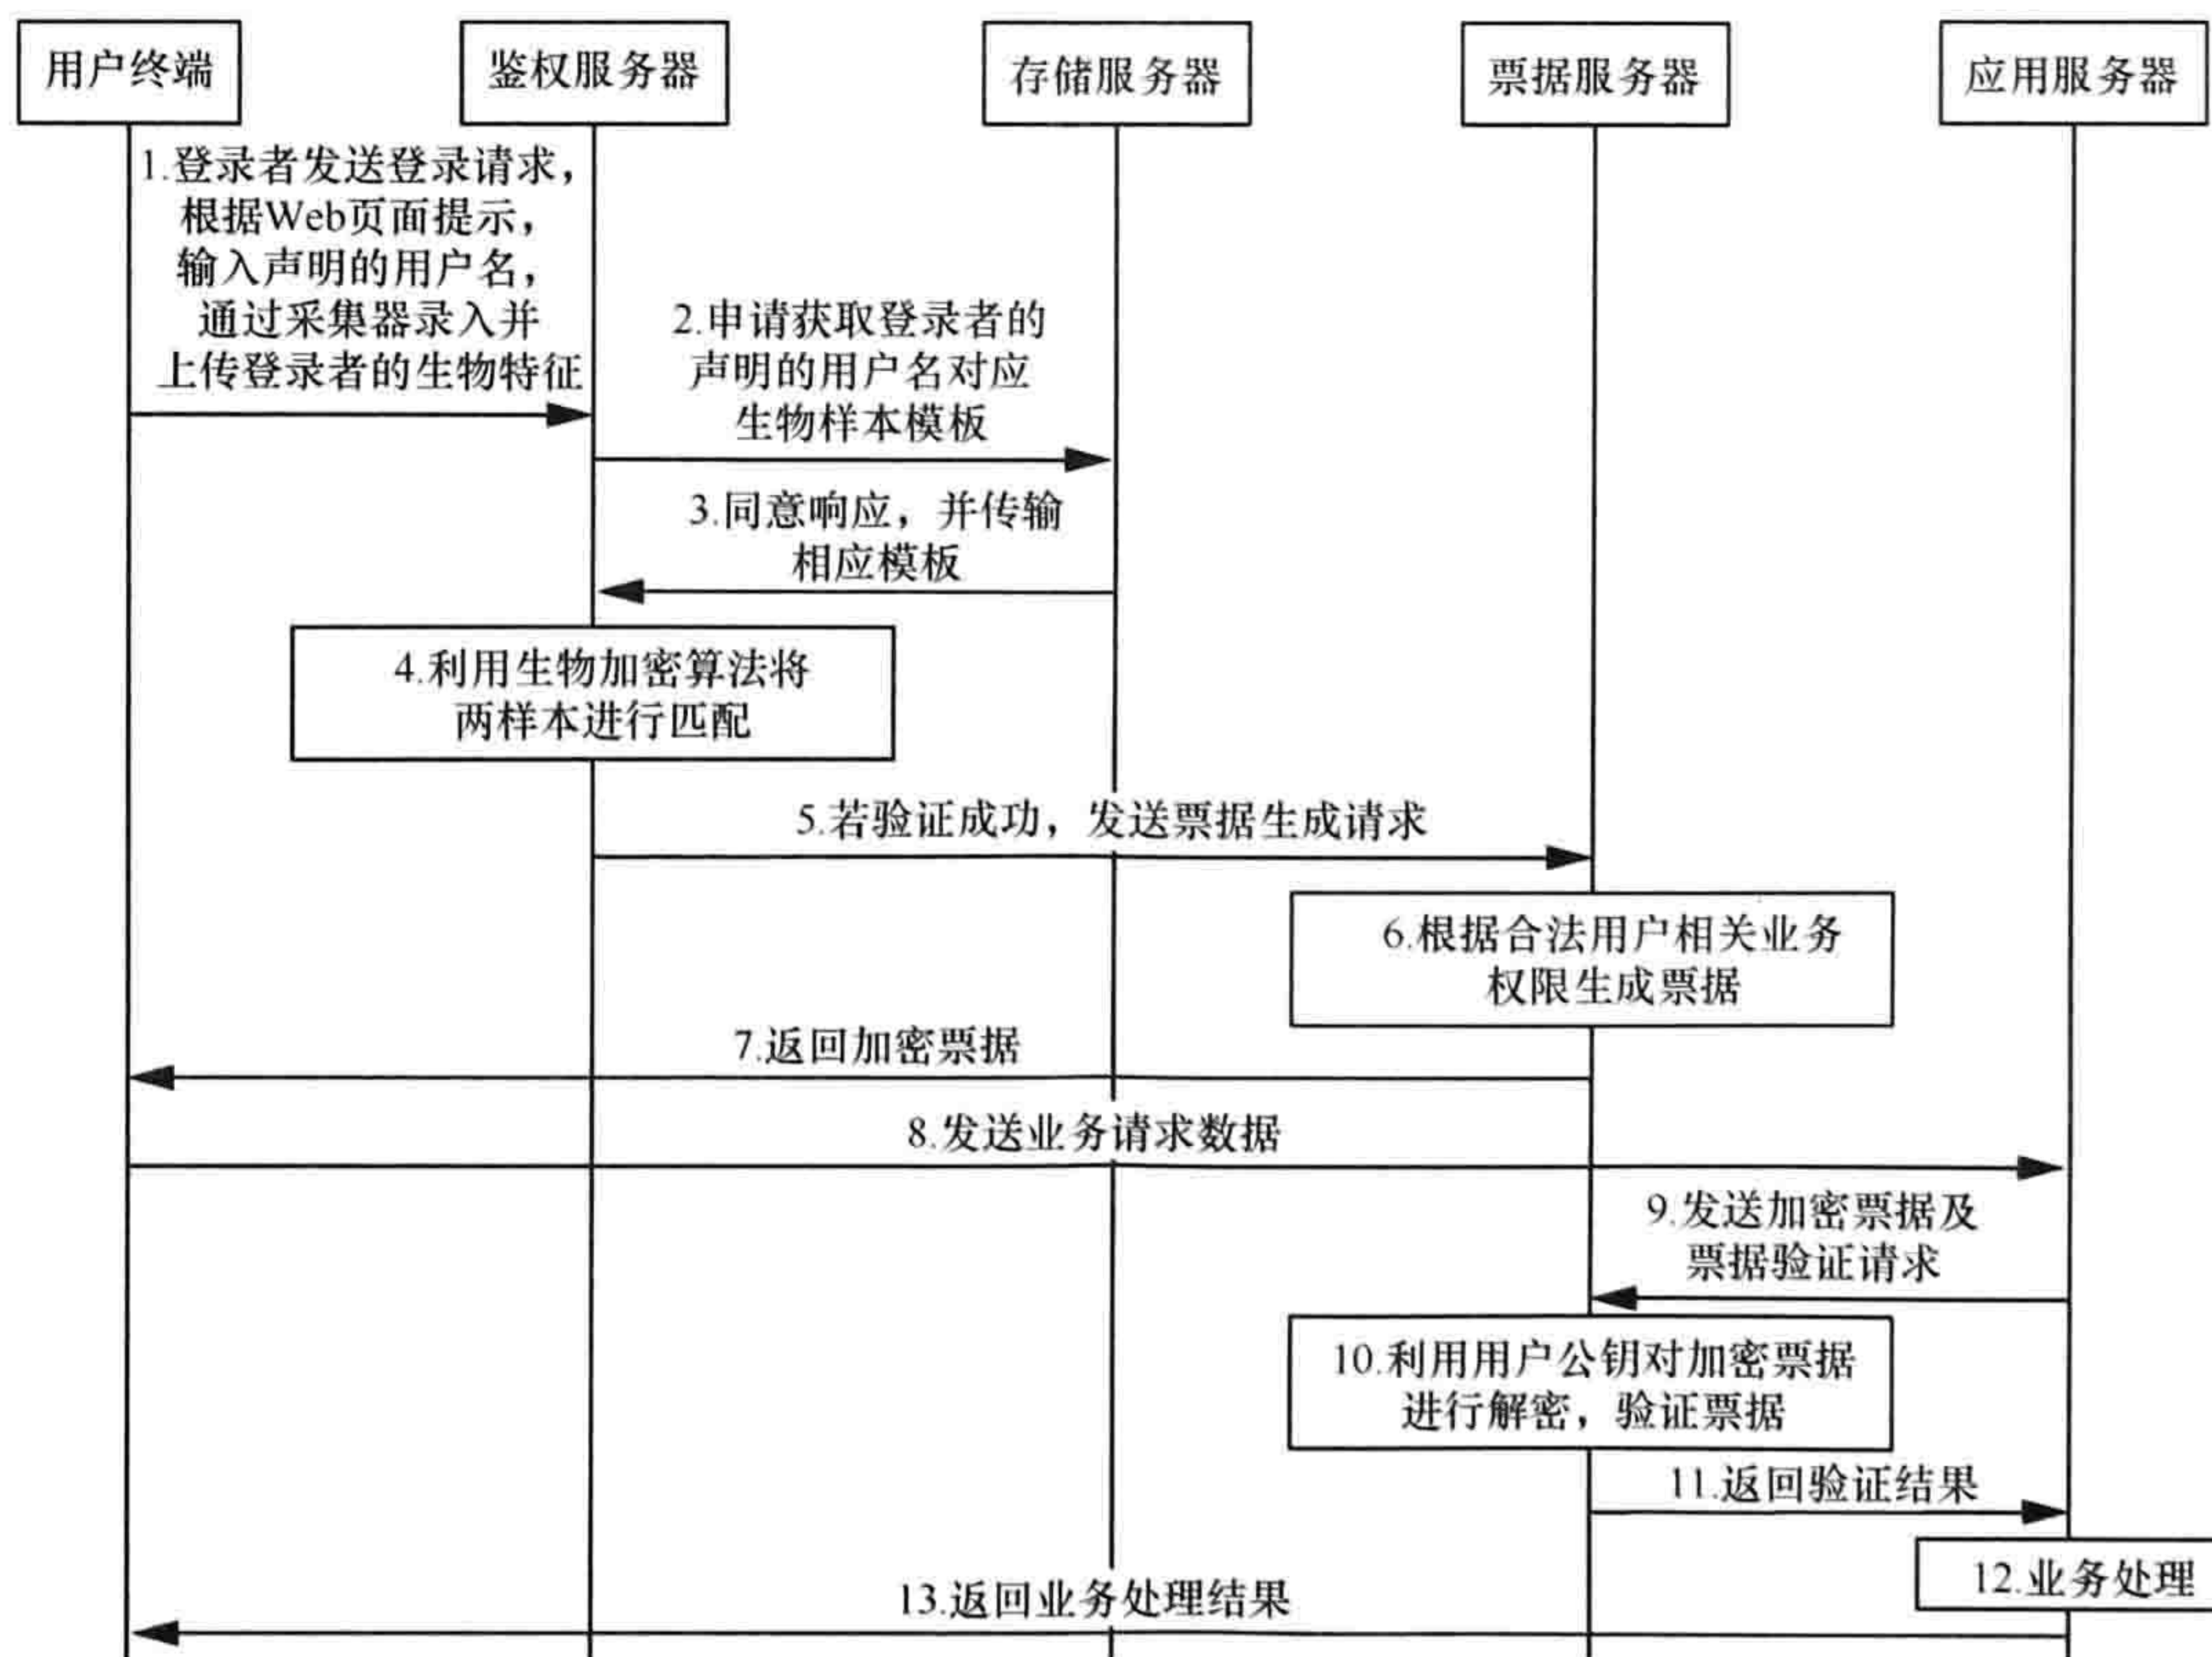 用户终端
鉴权服务器
存储服务器
票据服务器
应用服务器
1.登录者发送登录请求，
根据Web页面提示，
输入声明的用户名，
通过采集器录入并
上传登录者的生物特征
2.申请获取登录者的
声明的用户名对应
生物样本模板
3.同意响应，并传输
相应模板
4.利用生物加密算法将
两样本进行匹配
5.若验证成功，发送票据生成请求
6.根据合法用户相关业务
权限生成票据
7.返回加密票据
8.发送业务请求数据
9.发送加密票据及
票据验证请求
10.利用用户公钥对加密票据
进行解密，验证票据
11.返回验证结果
12.业务处理
13.返回业务处理结果